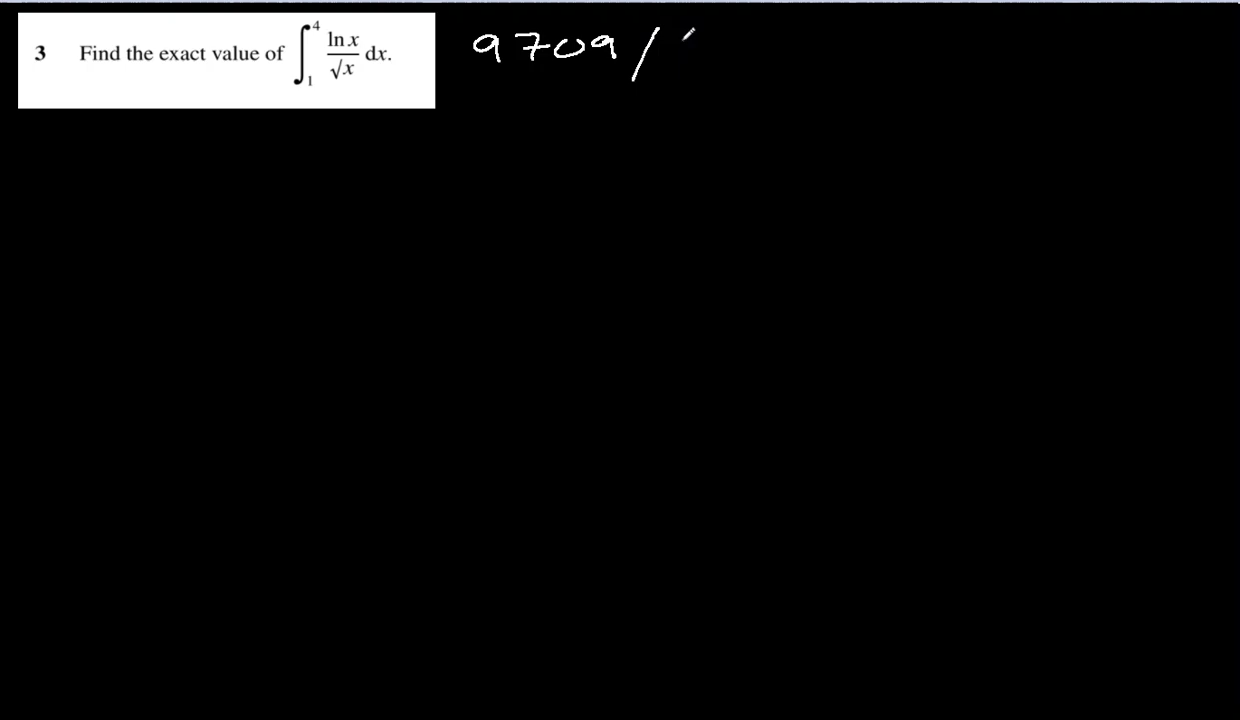 3 Find the exact value of ∫₁⁴ ln x / √x dx.
9709/